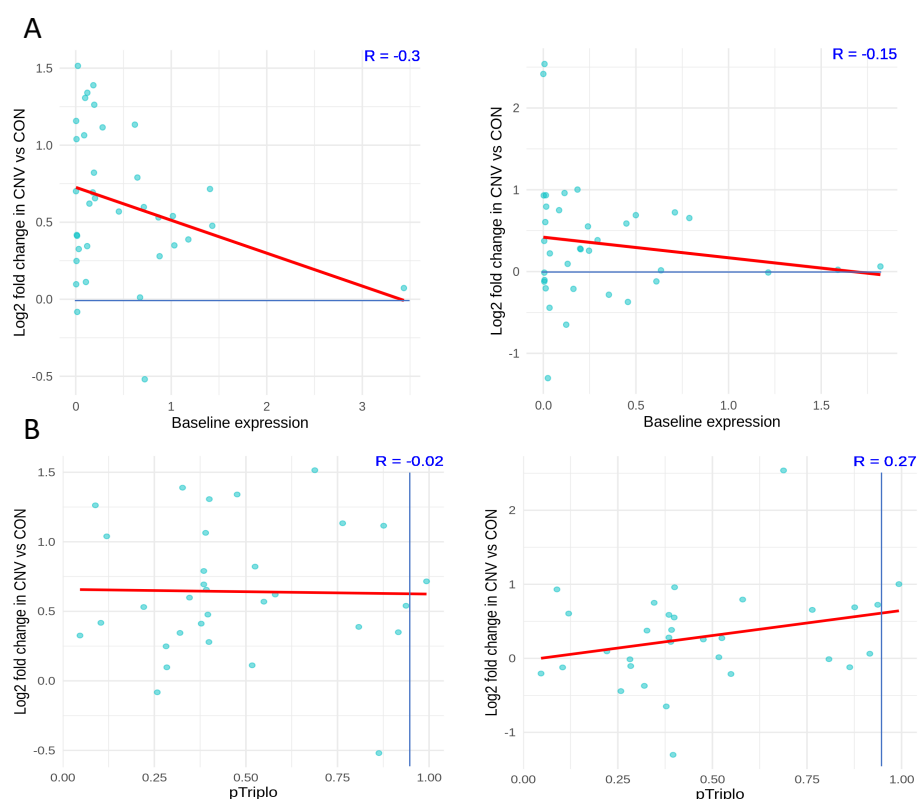 A
R = -0.3
Log2 fold change in CNV vs CON
1.5
1.0
0.5
0.0
-0.5
0 1 2 3
Baseline expression
R = -0.15
Log2 fold change in CNV vs CON
2
1
0
-1
0.0 0.5 1.0 1.5
Baseline expression
B
R = -0.02
Log2 fold change in CNV vs CON
1.5
1.0
0.5
0.0
-0.5
0.00 0.25 0.50 0.75 1.00
pTriplo
R = 0.27
Log2 fold change in CNV vs CON
2
1
0
-1
0.00 0.25 0.50 0.75 1.00
pTriplo